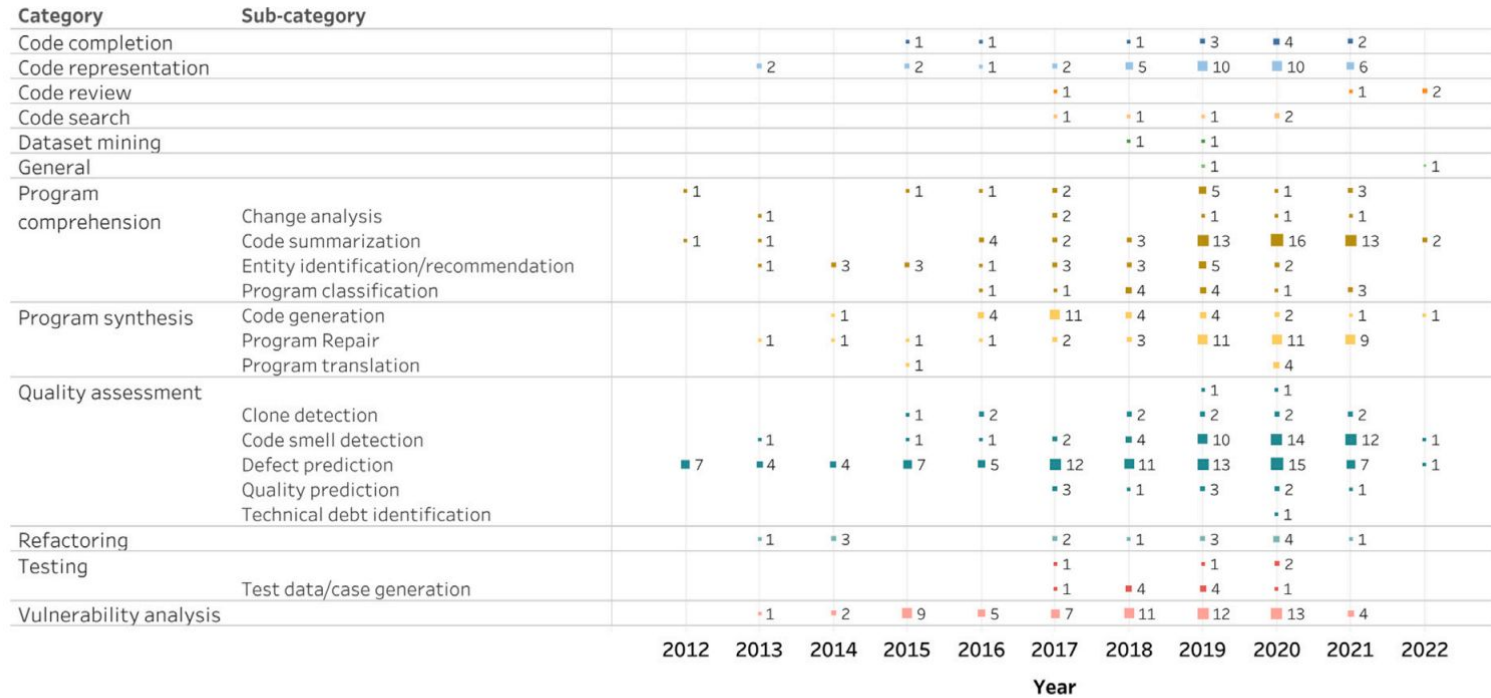 Category Sub-category
Code completion 1 1 1 3 4 2
Code representation 2 2 1 2 5 10 10 6
Code review 1 1 2
Code search 1 1 1 2
Dataset mining 1 1
General 1 1
Program 1 1 1 2 5 1 3
comprehension Change analysis 1 2 1 1 1
Code summarization 1 1 4 2 3 13 16 13 2
Entity identification/recommendation 1 3 3 1 3 3 5 2
Program classification 1 1 4 4 1 3
Program synthesis Code generation 1 4 11 4 4 2 1 1
Program Repair 1 1 1 1 2 3 11 11 9
Program translation 1 4
Quality assessment 1 1
Clone detection 1 2 2 2 2 2
Code smell detection 1 1 1 2 4 10 14 12 1
Defect prediction 7 4 4 7 5 12 11 13 15 7 1
Quality prediction 3 1 3 2 1
Technical debt identification 1
Refactoring 1 3 2 1 3 4 1
Testing 1 1 2
Test data/case generation 1 4 4 1
Vulnerability analysis 1 2 9 5 7 11 12 13 4
2012 2013 2014 2015 2016 2017 2018 2019 2020 2021 2022
Year